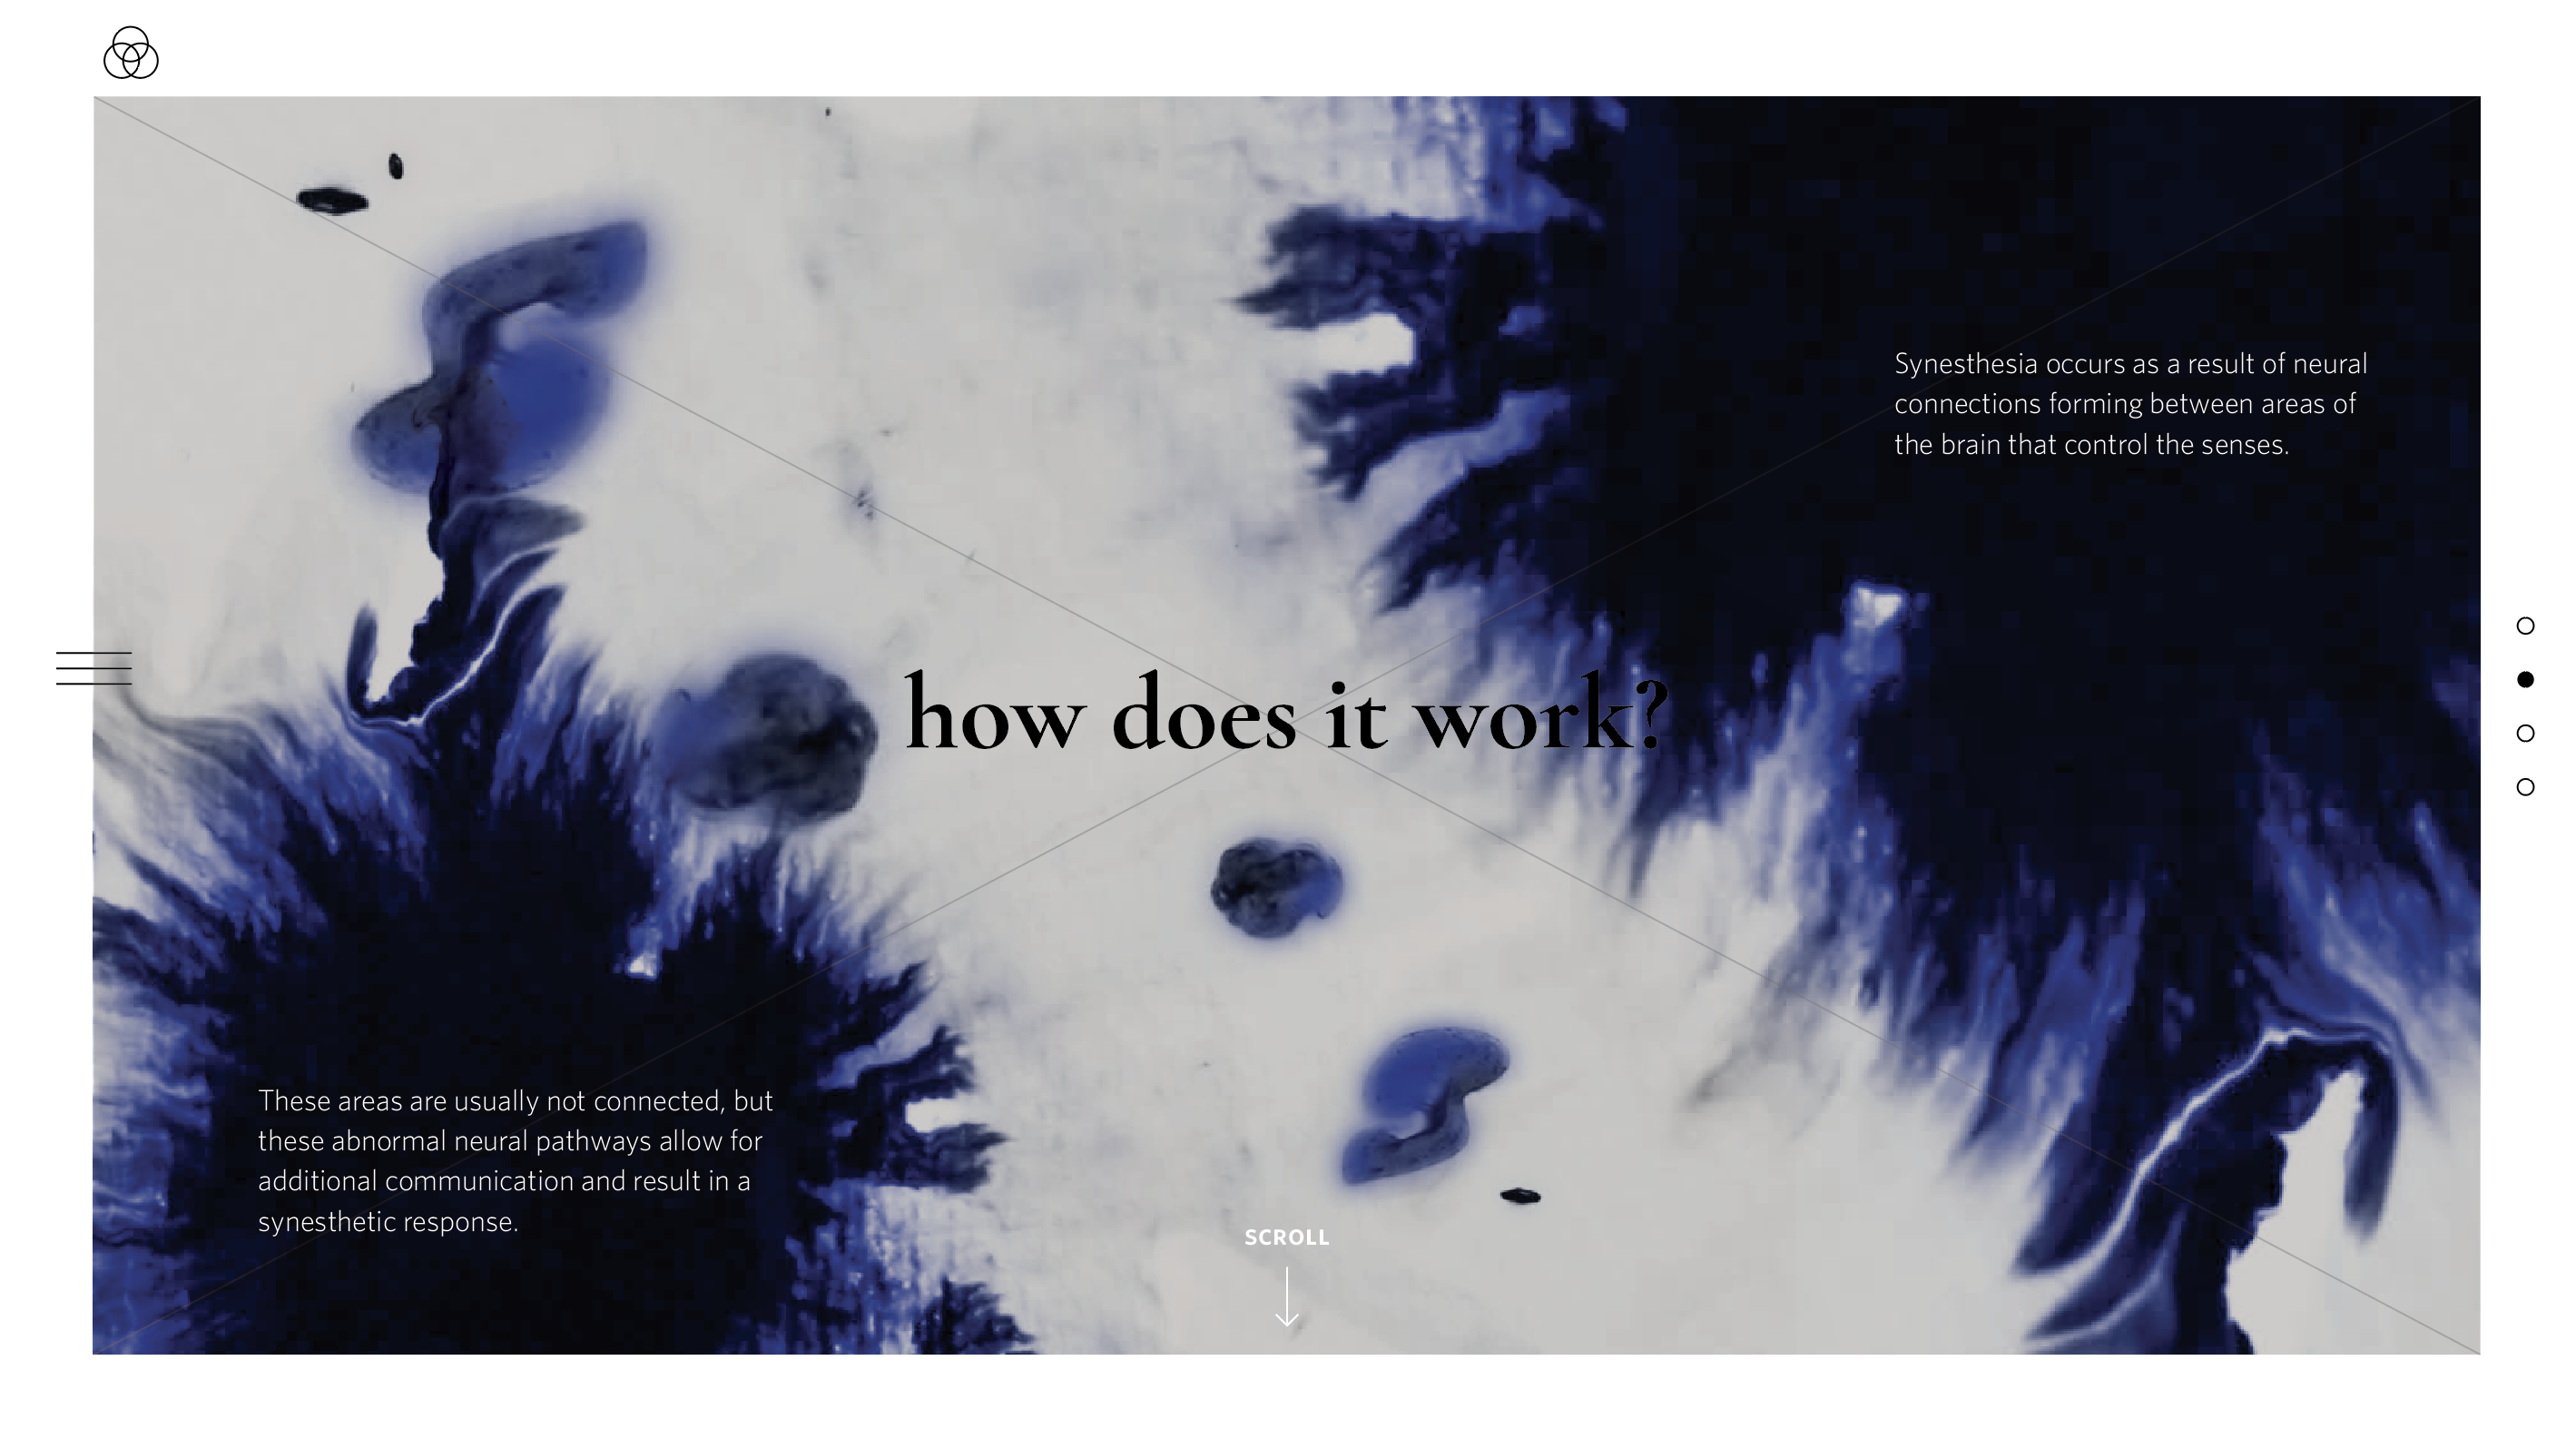 Synesthesia occurs as a result of neural
connections forming between areas of
the brain that control the senses.
how does it work?
These areas are usually not connected, but
these abnormal neural pathways allow for
additional communication and result in a
synesthetic response.
SCROLL